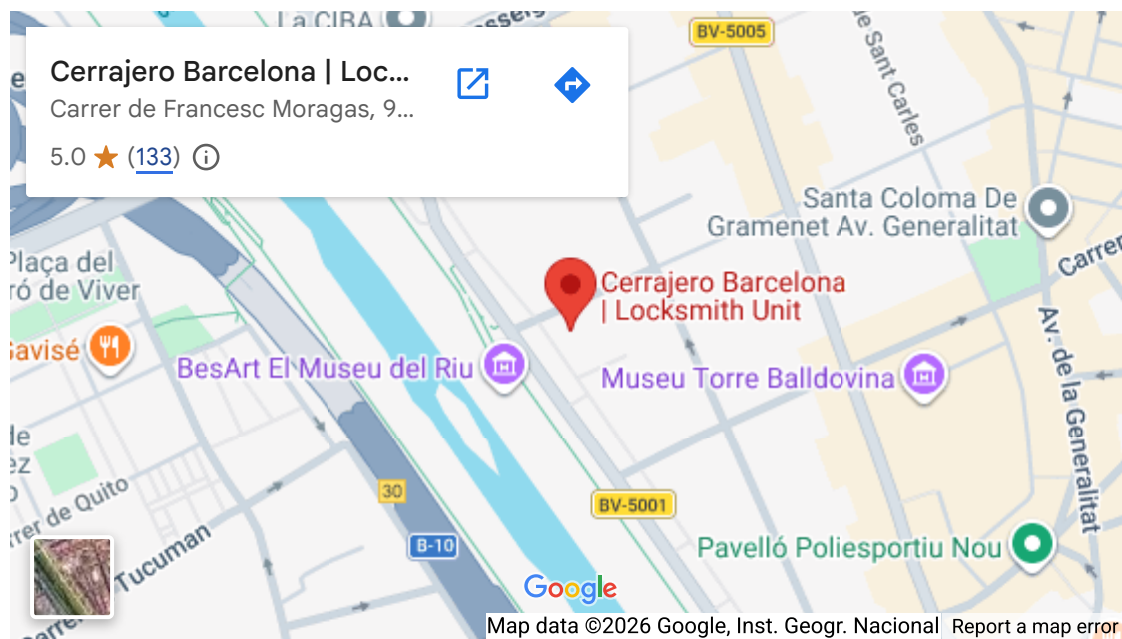 La CIBA
BV-5005
Cerrajero Barcelona | Loc...
Carrer de Francesc Moragas, 9...
5.0 ★ (133)
ue Sant Carles
Santa Coloma De
Gramenet Av. Generalitat
Carrer
Plaça del
ró de Viver
Cerrajero Barcelona
| Locksmith Unit
Gavisé
BesArt El Museu del Riu
Museu Torre Balldovina
Av. de la Generalitat
de
ez
rrer de Quito
30
BV-5001
B-10
Tucuman
Pavelló Poliesportiu Nou
Carrer
Google
Map data ©2026 Google, Inst. Geogr. Nacional
Report a map error